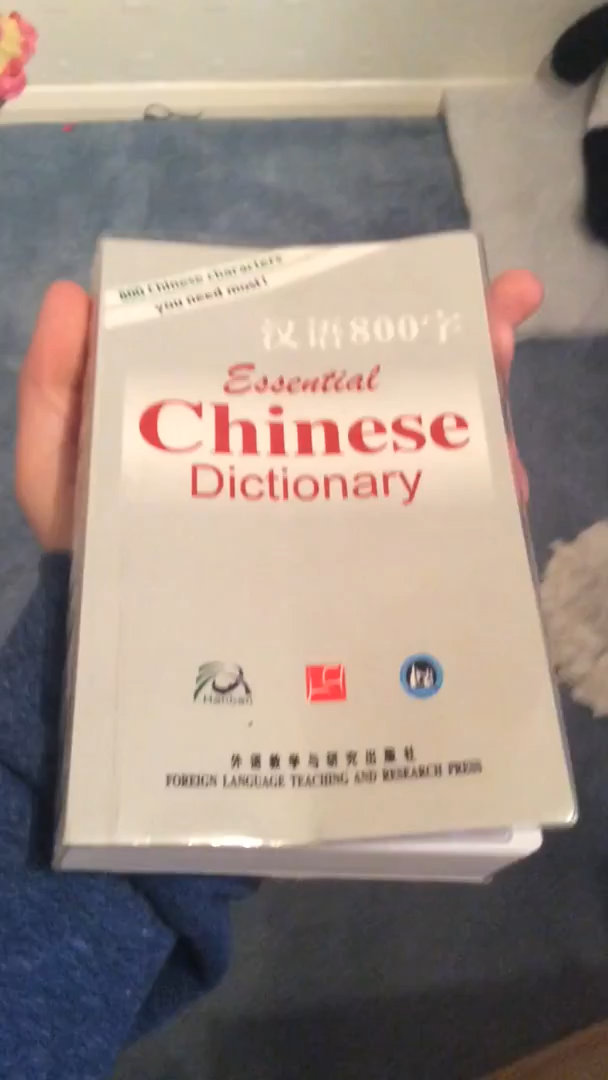 800 Chinese characters
you need most!
汉语800字
Essential
Chinese
Dictionary
Hanban
外语教学与研究出版社
FOREIGN LANGUAGE TEACHING AND RESEARCH PRESS